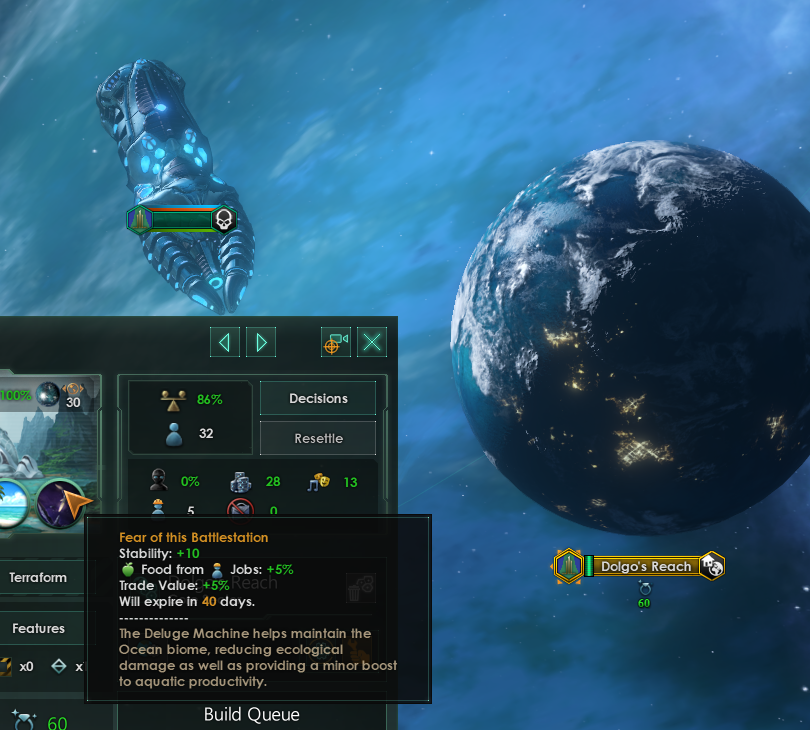 100%
30
86%
Decisions
32
Resettle
0%
28
13
5
0
Fear of this Battlestation
Stability: +10
Food from Jobs: +5%
Trade Value: +5%
Will expire in 40 days.
--------------
The Deluge Machine helps maintain the
Ocean biome, reducing ecological
damage as well as providing a minor boost
to aquatic productivity.
Terraform
Features
x0
Dolgo's Reach
60
60
Build Queue